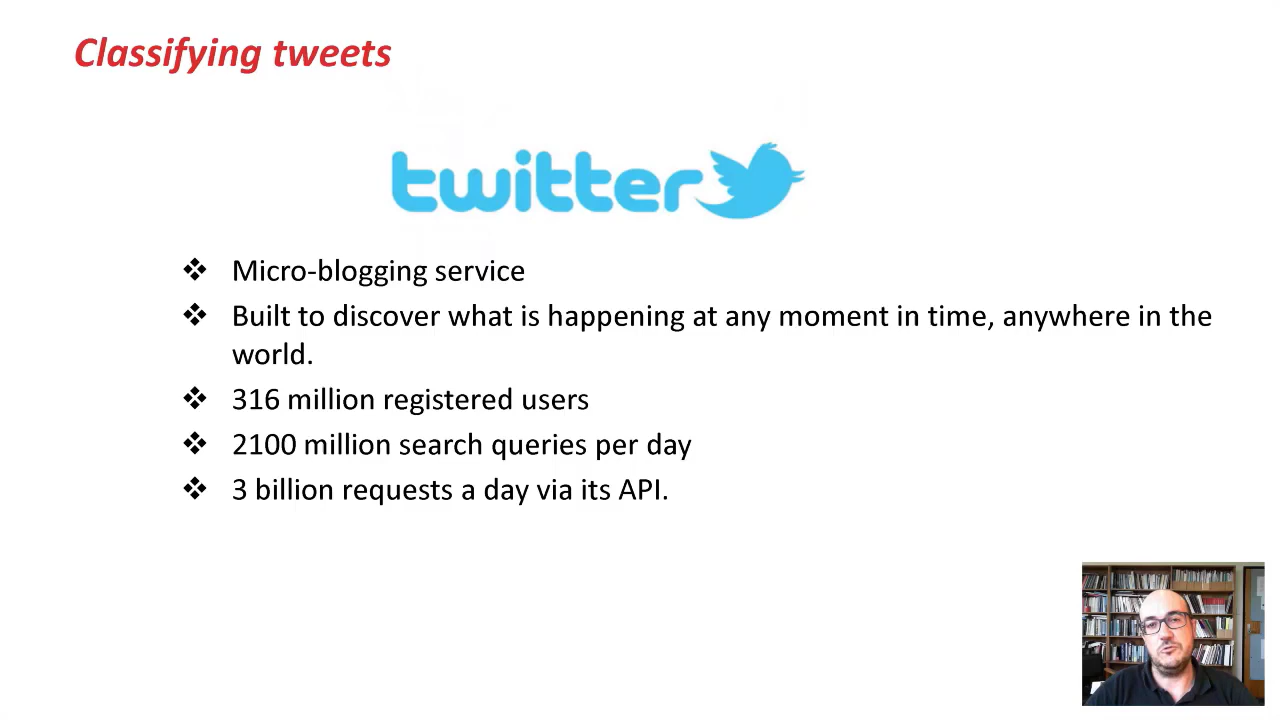 Classifying tweets
twitter
❖ Micro-blogging service
❖ Built to discover what is happening at any moment in time, anywhere in the
world.
❖ 316 million registered users
❖ 2100 million search queries per day
❖ 3 billion requests a day via its API.